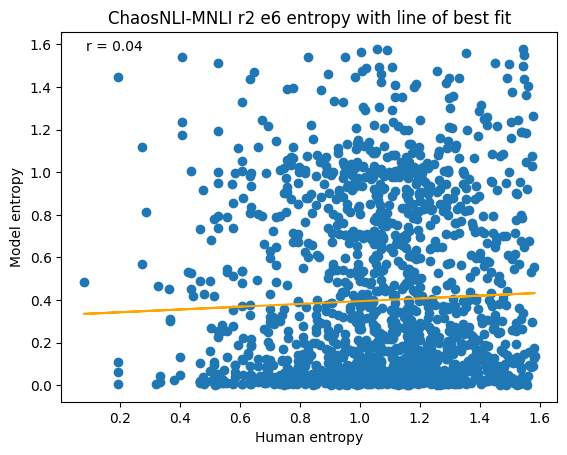 ChaosNLI-MNLI r2 e6 entropy with line of best fit
r = 0.04
Model entropy
1.6
1.4
1.2
1.0
0.8
0.6
0.4
0.2
0.0
0.2 0.4 0.6 0.8 1.0 1.2 1.4 1.6
Human entropy